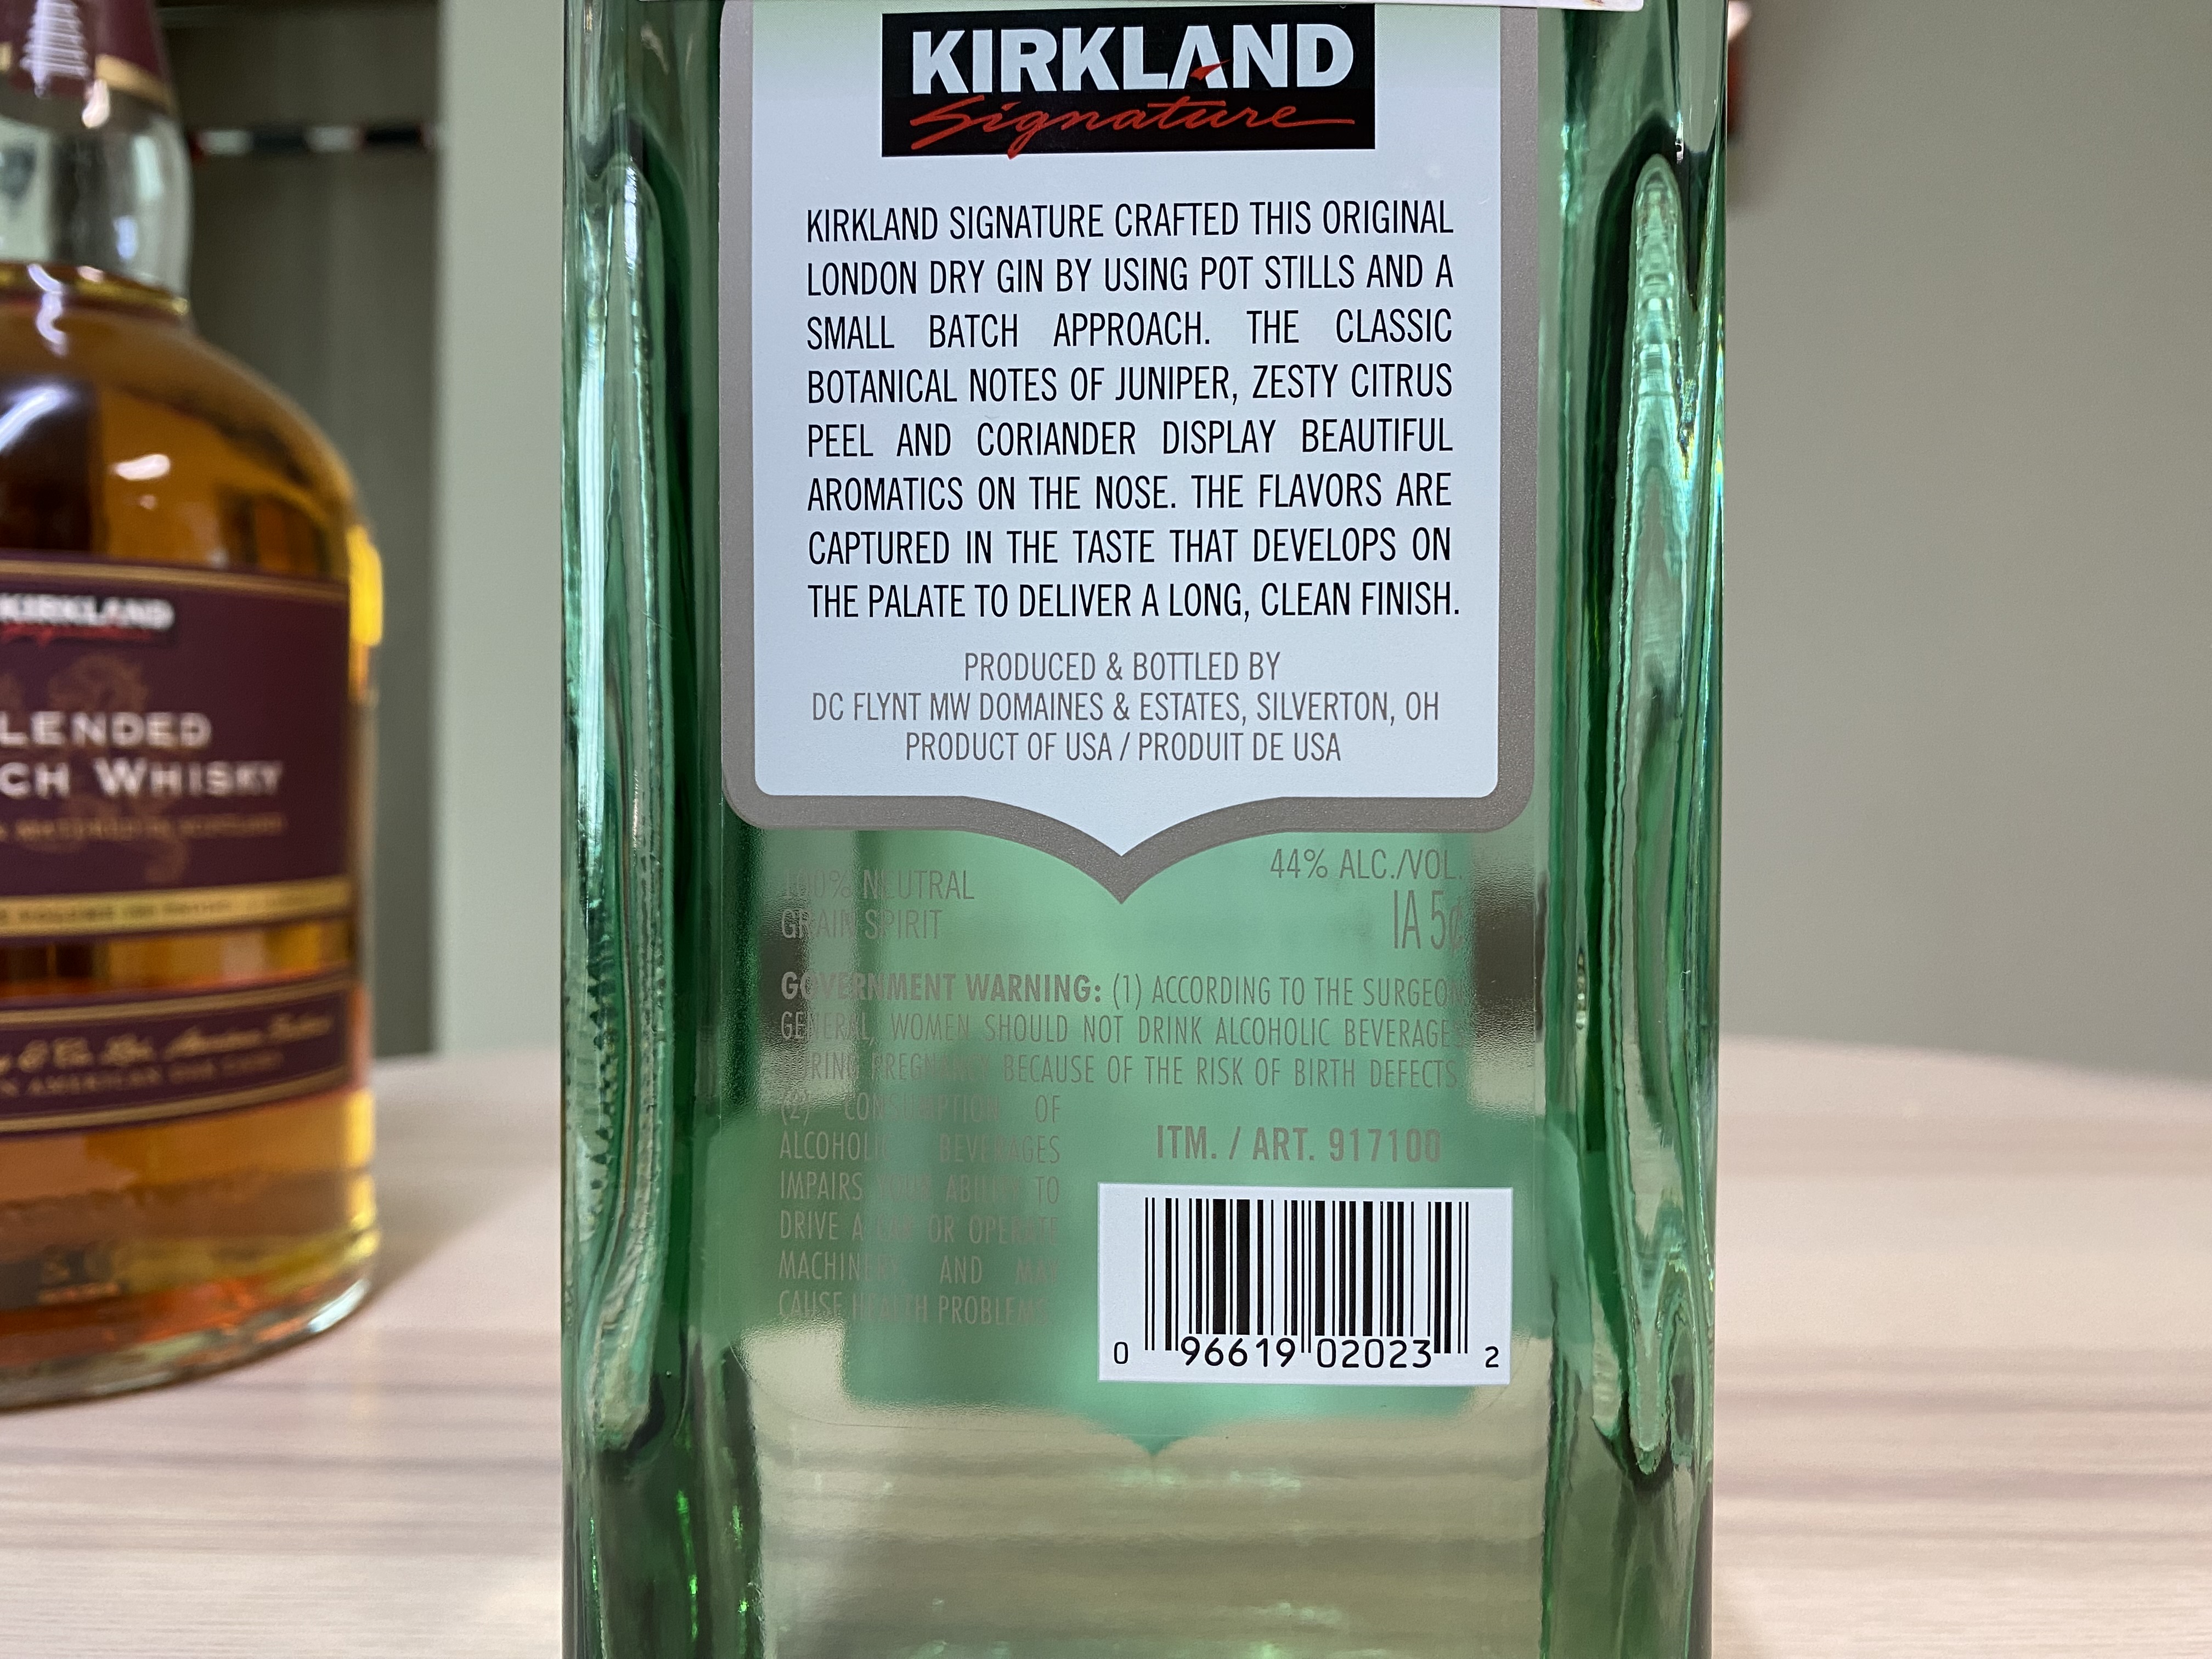 KIRKLAND
Signature
KIRKLAND SIGNATURE CRAFTED THIS ORIGINAL
LONDON DRY GIN BY USING POT STILLS AND A
SMALL BATCH APPROACH. THE CLASSIC
BOTANICAL NOTES OF JUNIPER, ZESTY CITRUS
PEEL AND CORIANDER DISPLAY BEAUTIFUL
AROMATICS ON THE NOSE. THE FLAVORS ARE
CAPTURED IN THE TASTE THAT DEVELOPS ON
THE PALATE TO DELIVER A LONG, CLEAN FINISH.
PRODUCED & BOTTLED BY
DC FLYNT MW DOMAINES & ESTATES, SILVERTON, OH
PRODUCT OF USA / PRODUIT DE USA
100% NEUTRAL
GRAIN SPIRIT
44% ALC./VOL.
IA 5¢
GOVERNMENT WARNING: (1) ACCORDING TO THE SURGEON
GENERAL, WOMEN SHOULD NOT DRINK ALCOHOLIC BEVERAGES
DURING PREGNANCY BECAUSE OF THE RISK OF BIRTH DEFECTS.
(2) CONSUMPTION OF
ALCOHOLIC BEVERAGES
IMPAIRS YOUR ABILITY TO
DRIVE A CAR OR OPERATE
MACHINERY, AND MAY
CAUSE HEALTH PROBLEMS.
ITM. / ART. 917100
0 96619 02023 2
KIRKLAND
Signature
LENDED
CH WHISKY